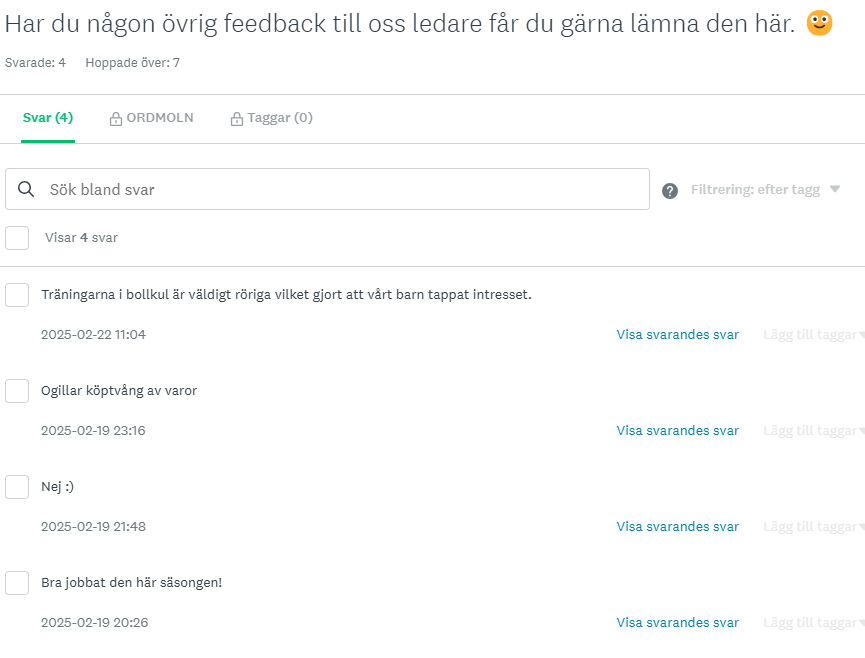 Har du någon övrig feedback till oss ledare får du gärna lämna den här. 🙂
Svarade: 4 Hoppade över: 7
Svar (4) ORDMOLN Taggar (0)
Sök bland svar ? Filtrering: efter tagg
Visar 4 svar
Träningarna i bollkul är väldigt röriga vilket gjort att vårt barn tappat intresset.
2025-02-22 11:04 Visa svarandes svar Lägg till taggar
Ogillar köptvång av varor
2025-02-19 23:16 Visa svarandes svar Lägg till taggar
Nej :)
2025-02-19 21:48 Visa svarandes svar Lägg till taggar
Bra jobbat den här säsongen!
2025-02-19 20:26 Visa svarandes svar Lägg till taggar